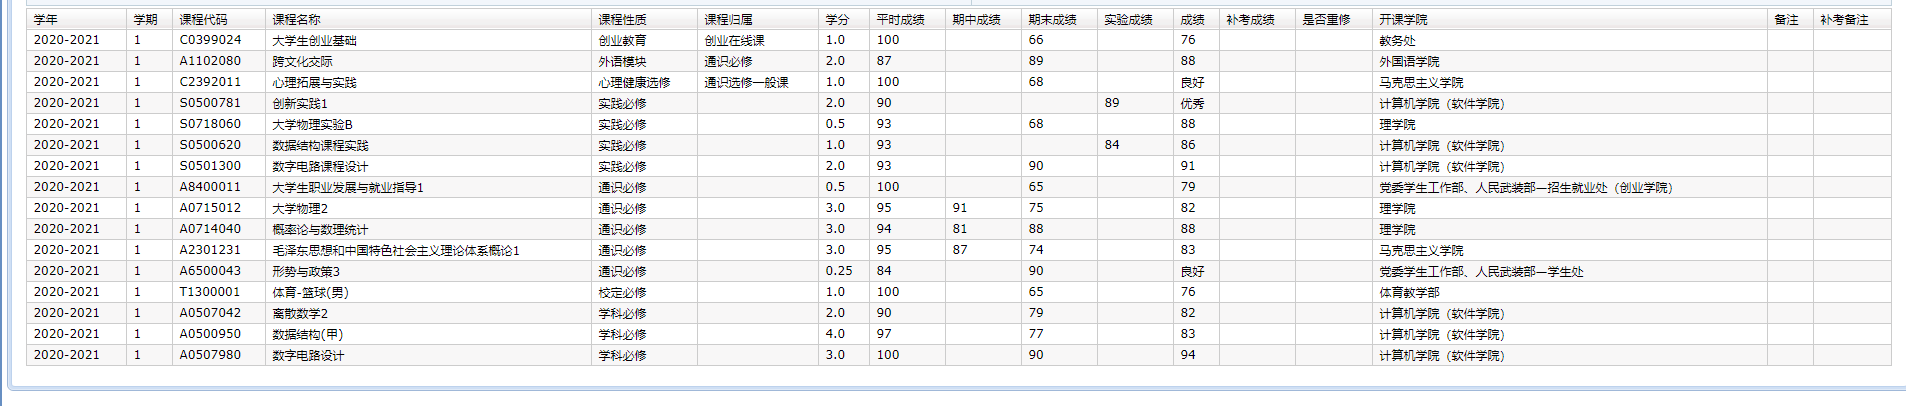 学年 学期 课程代码 课程名称 课程性质 课程归属 学分 平时成绩 期中成绩 期末成绩 实验成绩 成绩 补考成绩 是否重修 开课学院 备注 补考备注
2020-2021 1 C0399024 大学生创业基础 创业教育 创业在线课 1.0 100 66 76 教务处
2020-2021 1 A1102080 跨文化交际 外语模块 通识必修 2.0 87 89 88 外国语学院
2020-2021 1 C2392011 心理拓展与实践 心理健康选修 通识选修一般课 1.0 100 68 良好 马克思主义学院
2020-2021 1 S0500781 创新实践1 实践必修 2.0 90 89 优秀 计算机学院（软件学院）
2020-2021 1 S0718060 大学物理实验B 实践必修 0.5 93 68 88 理学院
2020-2021 1 S0500620 数据结构课程实践 实践必修 1.0 93 84 86 计算机学院（软件学院）
2020-2021 1 S0501300 数字电路课程设计 实践必修 2.0 93 90 91 计算机学院（软件学院）
2020-2021 1 A8400011 大学生职业发展与就业指导1 通识必修 0.5 100 65 79 党委学生工作部、人民武装部—招生就业处（创业学院）
2020-2021 1 A0715012 大学物理2 通识必修 3.0 95 91 75 82 理学院
2020-2021 1 A0714040 概率论与数理统计 通识必修 3.0 94 81 88 88 理学院
2020-2021 1 A2301231 毛泽东思想和中国特色社会主义理论体系概论1 通识必修 3.0 95 87 74 83 马克思主义学院
2020-2021 1 A6500043 形势与政策3 通识必修 0.25 84 90 良好 党委学生工作部、人民武装部—学生处
2020-2021 1 T1300001 体育-篮球(男) 校定必修 1.0 100 65 76 体育教学部
2020-2021 1 A0507042 离散数学2 学科必修 2.0 90 79 82 计算机学院（软件学院）
2020-2021 1 A0500950 数据结构(甲) 学科必修 4.0 97 77 83 计算机学院（软件学院）
2020-2021 1 A0507980 数字电路设计 学科必修 3.0 100 90 94 计算机学院（软件学院）